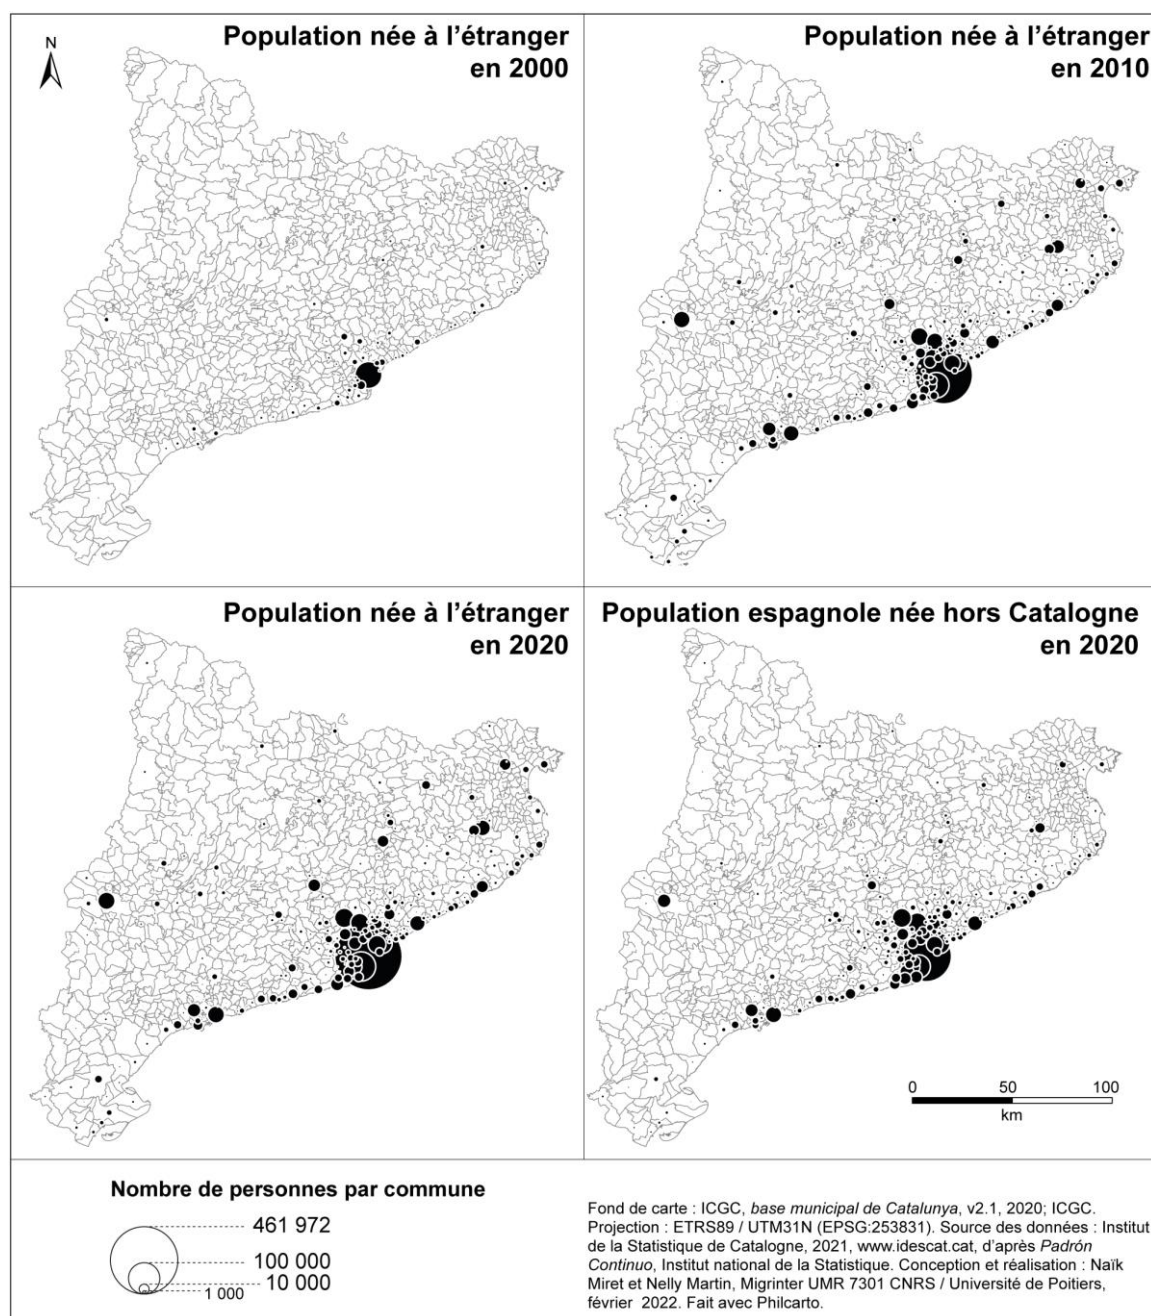 N
Population née à l’étranger
en 2000
Population née à l’étranger
en 2010
Population née à l’étranger
en 2020
Population espagnole née hors Catalogne
en 2020
0 50 100
km
Nombre de personnes par commune
461 972
100 000
10 000
1 000
Fond de carte : ICGC, base municipal de Catalunya, v2.1, 2020; ICGC.
Projection : ETRS89 / UTM31N (EPSG:253831). Source des données : Institut
de la Statistique de Catalogne, 2021, www.idescat.cat, d’après Padrón
Continuo, Institut national de la Statistique. Conception et réalisation : Naïk
Miret et Nelly Martin, Migrinter UMR 7301 CNRS / Université de Poitiers,
février 2022. Fait avec Philcarto.